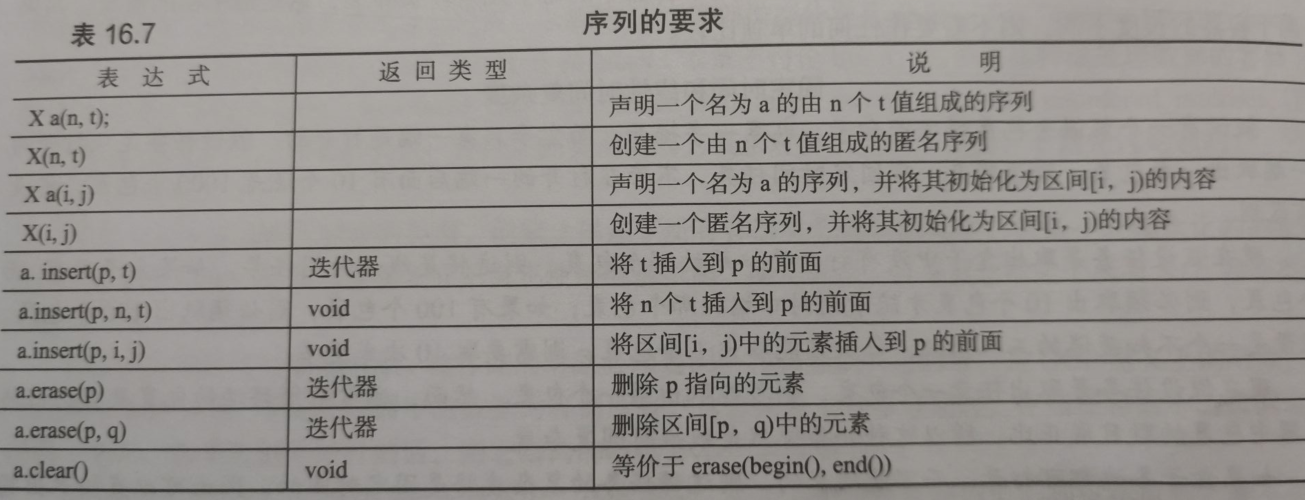 表 16.7 序列的要求
表 达 式 返 回 类 型 说 明
X a(n, t); 声明一个名为 a 的由 n 个 t 值组成的序列
X(n, t) 创建一个由 n 个 t 值组成的匿名序列
X a(i, j) 声明一个名为 a 的序列，并将其初始化为区间[i，j)的内容
X(i, j) 创建一个匿名序列，并将其初始化为区间[i，j)的内容
a. insert(p, t) 迭代器 将 t 插入到 p 的前面
a.insert(p, n, t) void 将 n 个 t 插入到 p 的前面
a.insert(p, i, j) void 将区间[i，j)中的元素插入到 p 的前面
a.erase(p) 迭代器 删除 p 指向的元素
a.erase(p, q) 迭代器 删除区间[p，q)中的元素
a.clear() void 等价于 erase(begin(), end())